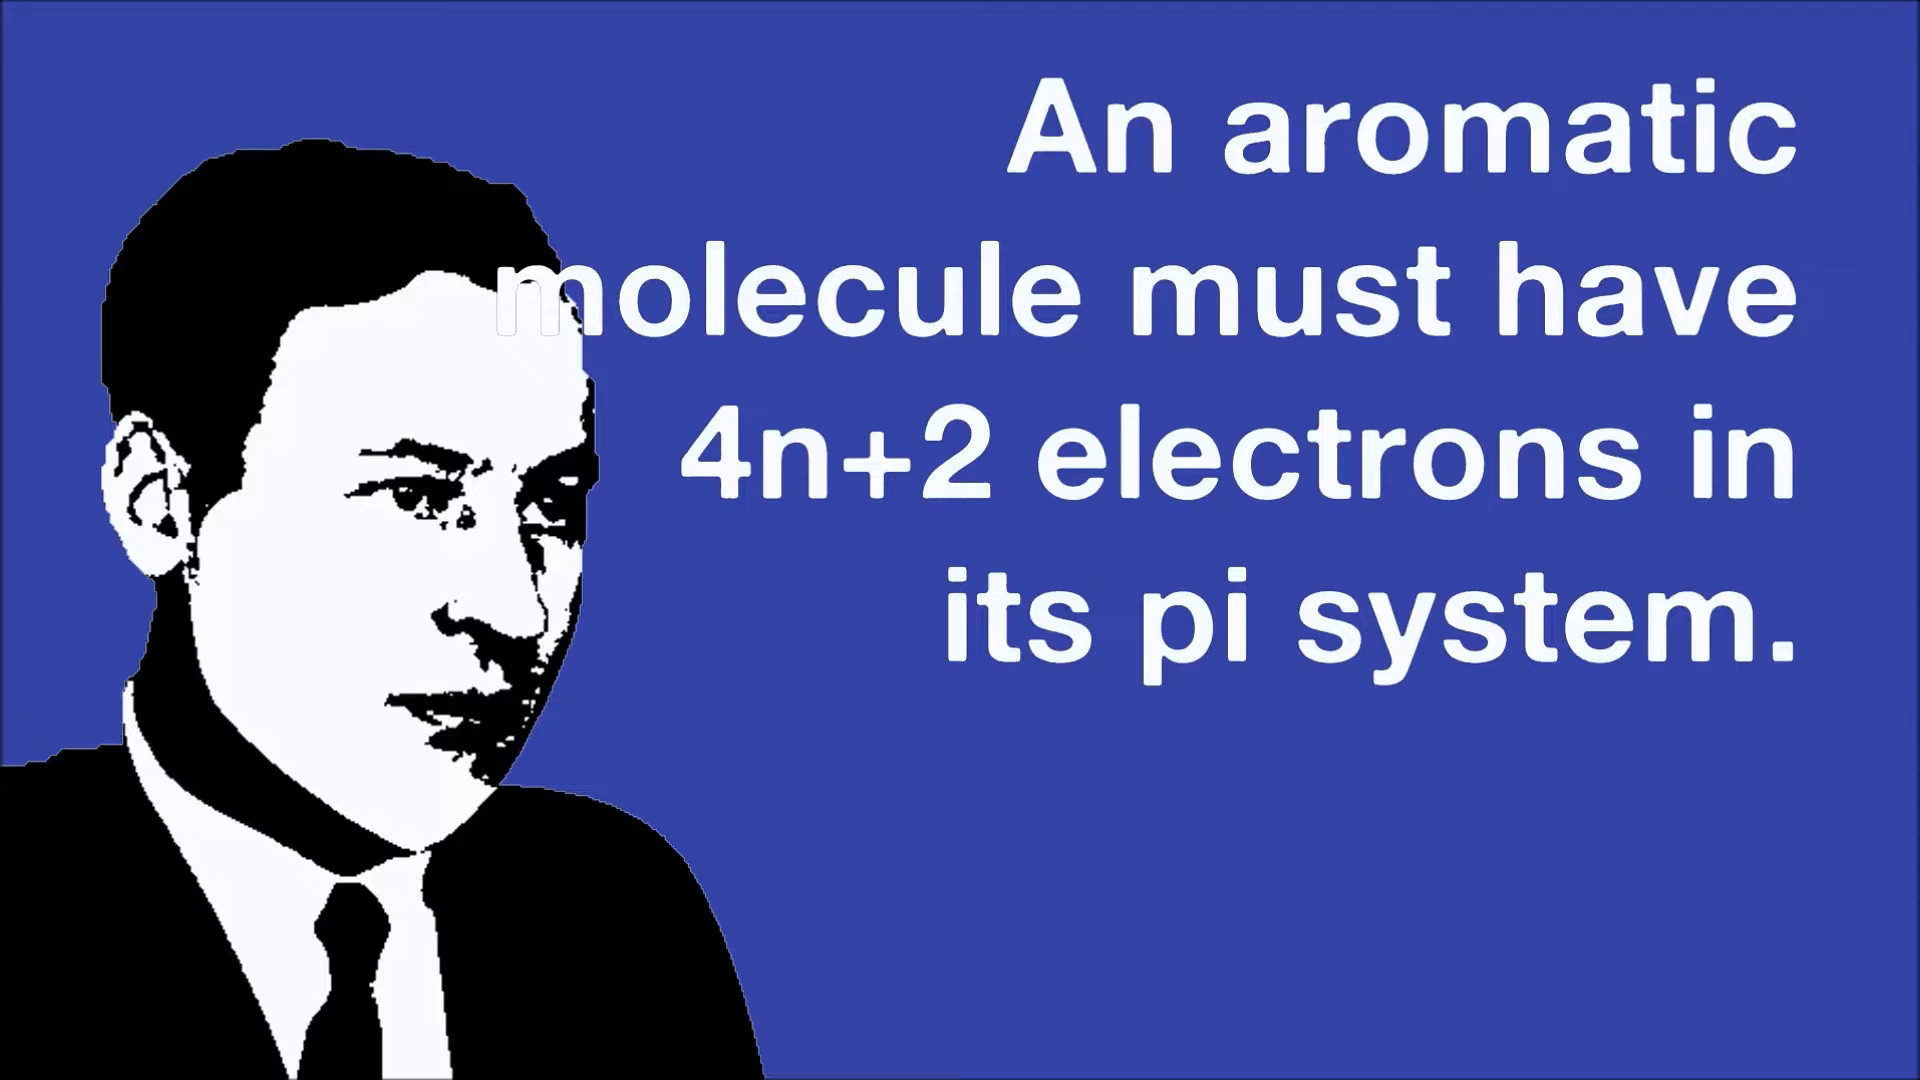 An aromatic
molecule must have
4n+2 electrons in
its pi system.